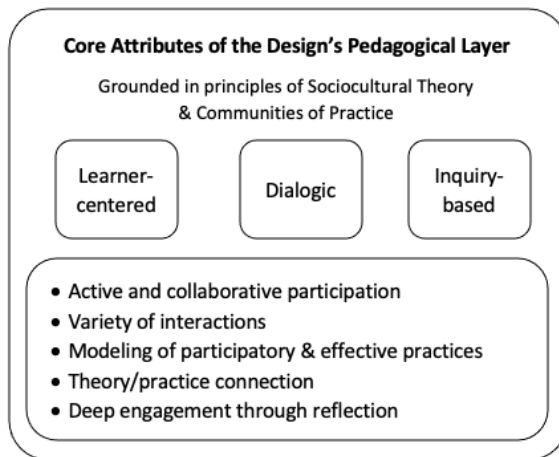 Core Attributes of the Design's Pedagogical Layer
Grounded in principles of Sociocultural Theory
& Communities of Practice
Learner-
centered
Dialogic
Inquiry-
based
• Active and collaborative participation
• Variety of interactions
• Modeling of participatory & effective practices
• Theory/practice connection
• Deep engagement through reflection